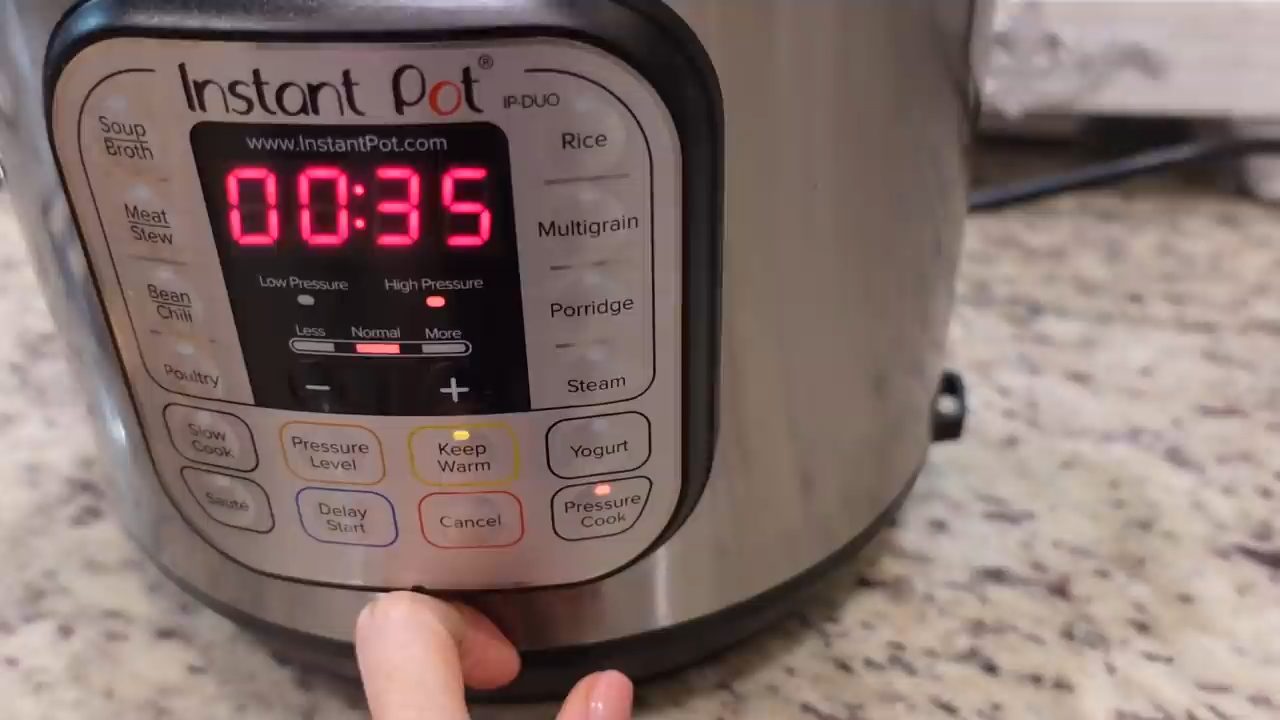 Instant Pot®
IP-DUO
www.InstantPot.com
00:35
Low Pressure
High Pressure
Less
Normal
More
−
+
Soup
Broth
Meat
Stew
Bean
Chili
Poultry
Rice
Multigrain
Porridge
Steam
Slow
Cook
Pressure
Level
Keep
Warm
Yogurt
Sauté
Delay
Start
Cancel
Pressure
Cook